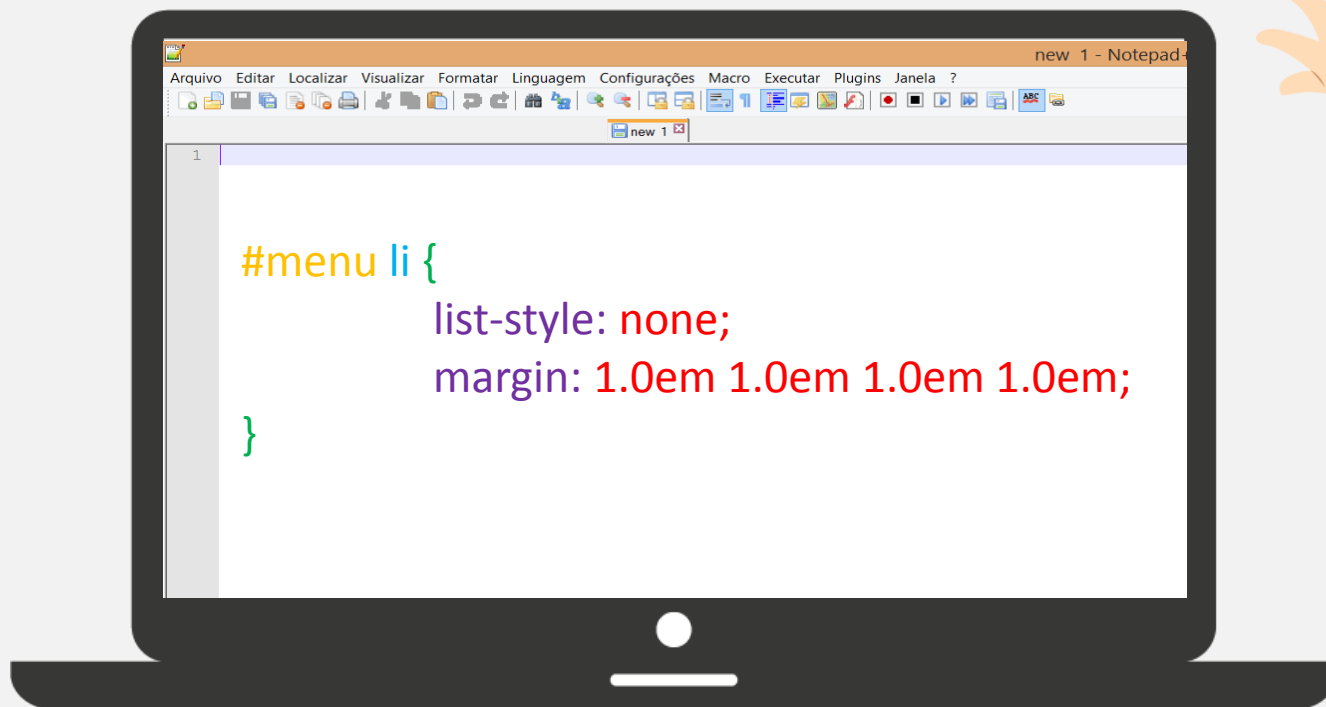 new 1 - Notepad+
Arquivo Editar Localizar Visualizar Formatar Linguagem Configurações Macro Executar Plugins Janela ?
ABC
new 1
1
#menu li {
list-style: none;
margin: 1.0em 1.0em 1.0em 1.0em;
}